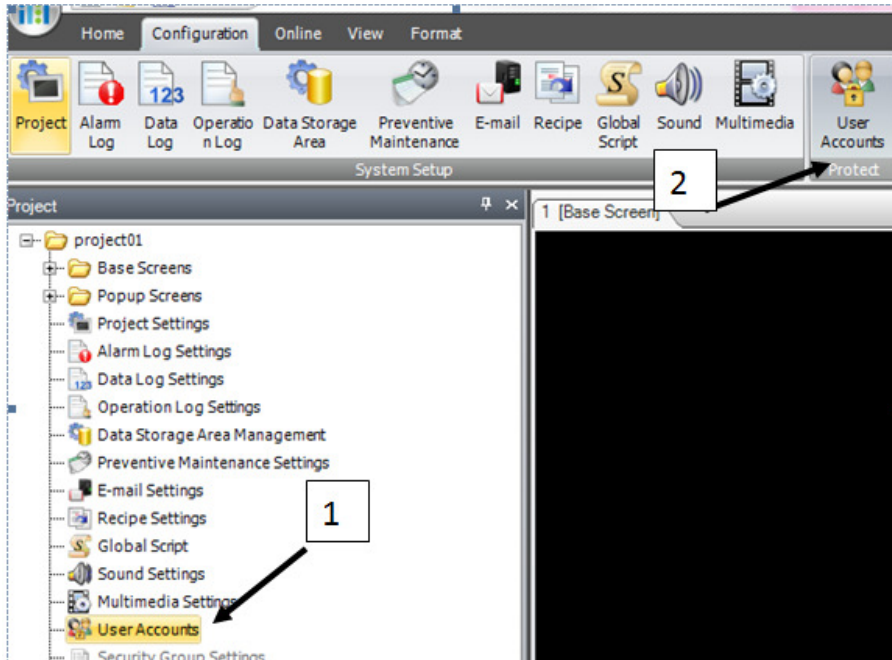 Home Configuration Online View Format
Project Alarm Log Data Log Operatio n Log Data Storage Area Preventive Maintenance E-mail Recipe Global Script Sound Multimedia User Accounts
System Setup Protect
2
Project
1 [Base Screen]
project01
Base Screens
Popup Screens
Project Settings
Alarm Log Settings
123
Data Log Settings
Operation Log Settings
Data Storage Area Management
Preventive Maintenance Settings
E-mail Settings
Recipe Settings
1
Global Script
Sound Settings
Multimedia Settings
User Accounts
Security Group Settings